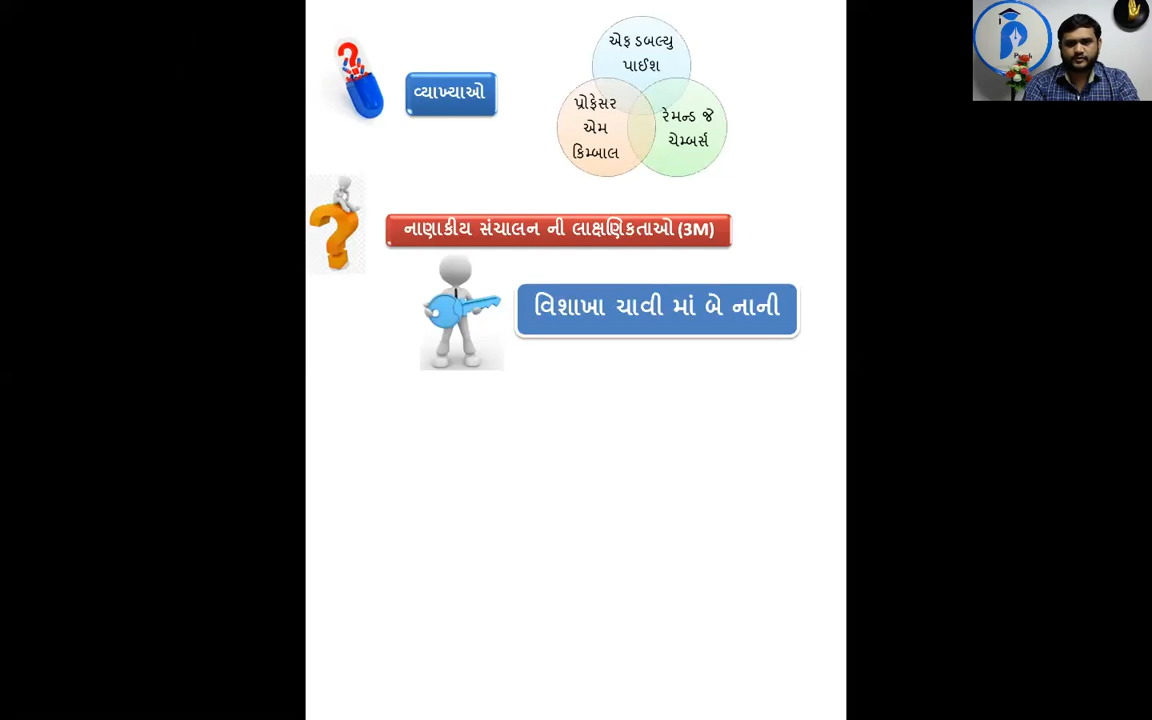 વ્યાખ્યાઓ
એફ ડબલ્યુ
પાઈશ
પ્રોફેસર
એમ
કિમ્બાલ
રેમન્ડ જે
ચેમ્બર્સ
નાણાકીય સંચાલન ની લાક્ષણિકતાઓ (3M)
વિશાખા ચાવી માં બે નાની